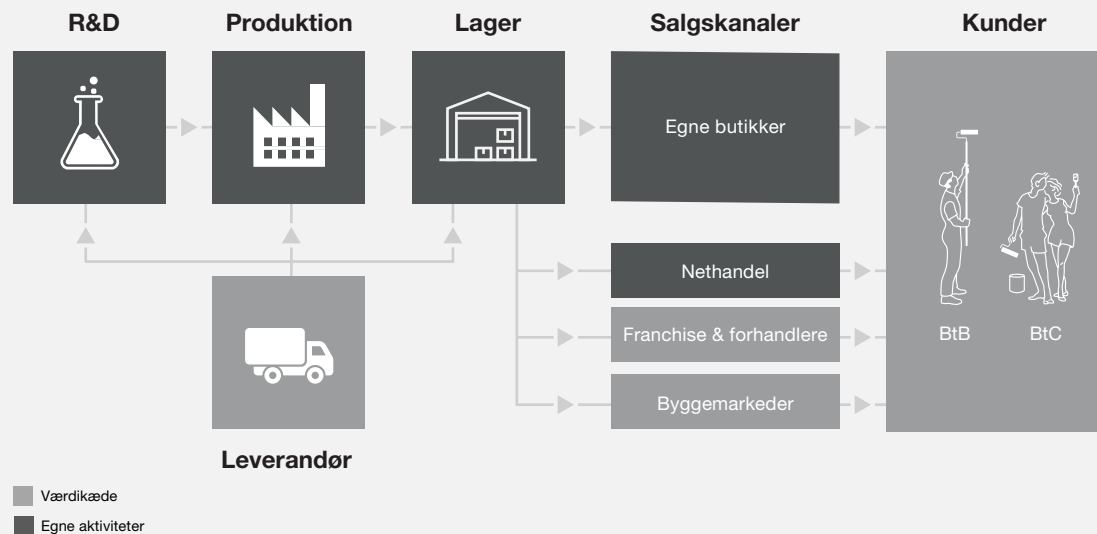 R&D
Produktion
Lager
Salgskanaler
Kunder
Egne butikker
Nethandel
Franchise & forhandlere
Byggemarkeder
BtB
BtC
Leverandør
Værdikæde
Egne aktiviteter